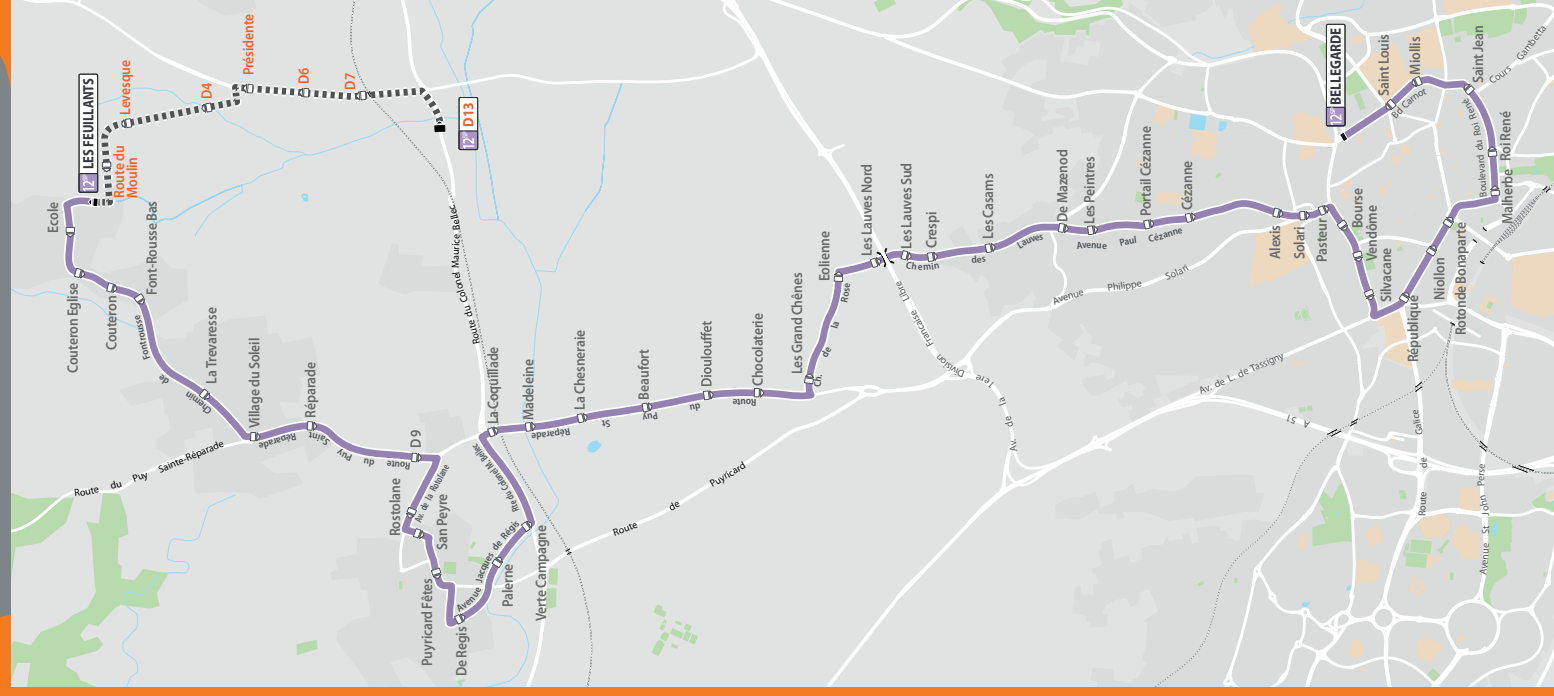 12
LES FEUILLANTS
Route du
Moulin
Levesque
D4
Présidente
D6
D7
12
D13
Ecole
Couteron Eglise
Couteron
Font-Rousse Bas
Chemin de Fontrousse
La Trevaresse
Village du Soleil
Réparade
Route du Puy Sainte-Réparade
Route du Puy Saint Réparade
D9
Rostolane
Av. de la Rotolane
San Peyre
Puyricard Fêtes
De Regis
Avenue Jacques de Régis
Palerne
Verte Campagne
Rte du Colonel M. Bellec
Route du Colonel Maurice Bellec
La Coquillade
Madeleine
La Chesneraie
Beaufort
Dioulouffet
Chocolaterie
Route du Puy St Réparade
Route de Puyricard
Les Grand Chênes
Ch. de la Rose
Eolienne
Les Lauves Nord
Les Lauves Sud
Crespi
Les Casams
Chemin des Lauves
De Mazenod
Les Peintres
Portail Cézanne
Cézanne
Avenue Paul Cézanne
Avenue Philippe Solari
Av. de la 1ere Division Francaise Libre
Av. de L. de Tassigny
A 51
Route de Galice
Avenue St John Perse
Alexis
Solari
Pasteur
Bourse
Vendôme
Silvacane
République
Niollon
Rotonde Bonaparte
Malherbe
Roi René
Boulevard du Roi René
Saint Jean
Cours Gambetta
Miollis
Saint Louis
Bd Carnot
12
BELLEGARDE